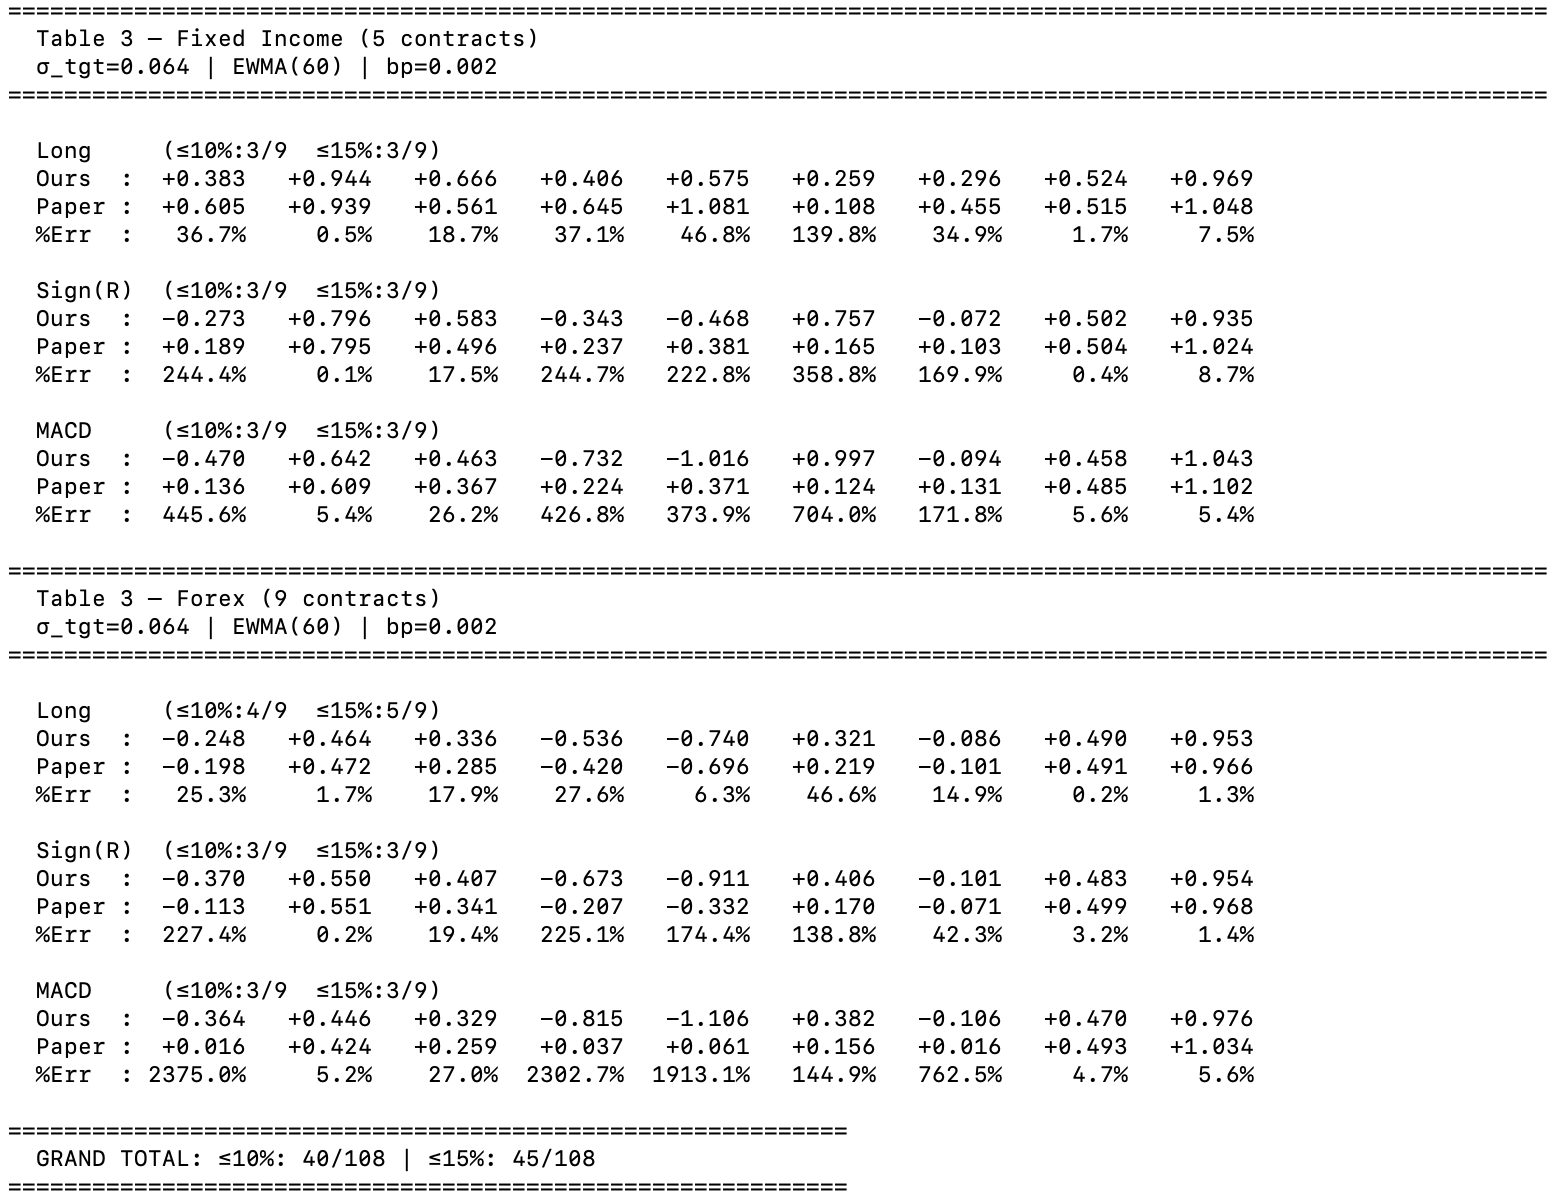 ==============================================================================================================
Table 3 — Fixed Income (5 contracts)
σ_tgt=0.064 | EWMA(60) | bp=0.002
==============================================================================================================
Long     (≤10%:3/9  ≤15%:3/9)
Ours  :  +0.383   +0.944   +0.666   +0.406   +0.575   +0.259   +0.296   +0.524   +0.969
Paper :  +0.605   +0.939   +0.561   +0.645   +1.081   +0.108   +0.455   +0.515   +1.048
%Err  :   36.7%     0.5%    18.7%    37.1%    46.8%   139.8%    34.9%     1.7%     7.5%
Sign(R)  (≤10%:3/9  ≤15%:3/9)
Ours  :  −0.273   +0.796   +0.583   −0.343   −0.468   +0.757   −0.072   +0.502   +0.935
Paper :  +0.189   +0.795   +0.496   +0.237   +0.381   +0.165   +0.103   +0.504   +1.024
%Err  :  244.4%     0.1%    17.5%   244.7%   222.8%   358.8%   169.9%     0.4%     8.7%
MACD     (≤10%:3/9  ≤15%:3/9)
Ours  :  −0.470   +0.642   +0.463   −0.732   −1.016   +0.997   −0.094   +0.458   +1.043
Paper :  +0.136   +0.609   +0.367   +0.224   +0.371   +0.124   +0.131   +0.485   +1.102
%Err  :  445.6%     5.4%    26.2%   426.8%   373.9%   704.0%   171.8%     5.6%     5.4%
==============================================================================================================
Table 3 — Forex (9 contracts)
σ_tgt=0.064 | EWMA(60) | bp=0.002
==============================================================================================================
Long     (≤10%:4/9  ≤15%:5/9)
Ours  :  −0.248   +0.464   +0.336   −0.536   −0.740   +0.321   −0.086   +0.490   +0.953
Paper :  −0.198   +0.472   +0.285   −0.420   −0.696   +0.219   −0.101   +0.491   +0.966
%Err  :   25.3%     1.7%    17.9%    27.6%     6.3%    46.6%    14.9%     0.2%     1.3%
Sign(R)  (≤10%:3/9  ≤15%:3/9)
Ours  :  −0.370   +0.550   +0.407   −0.673   −0.911   +0.406   −0.101   +0.483   +0.954
Paper :  −0.113   +0.551   +0.341   −0.207   −0.332   +0.170   −0.071   +0.499   +0.968
%Err  :  227.4%     0.2%    19.4%   225.1%   174.4%   138.8%    42.3%     3.2%     1.4%
MACD     (≤10%:3/9  ≤15%:3/9)
Ours  :  −0.364   +0.446   +0.329   −0.815   −1.106   +0.382   −0.106   +0.470   +0.976
Paper :  +0.016   +0.424   +0.259   +0.037   +0.061   +0.156   +0.016   +0.493   +1.034
%Err  : 2375.0%     5.2%    27.0%  2302.7%  1913.1%   144.9%   762.5%     4.7%     5.6%
============================================================
GRAND TOTAL: ≤10%: 40/108 | ≤15%: 45/108
============================================================